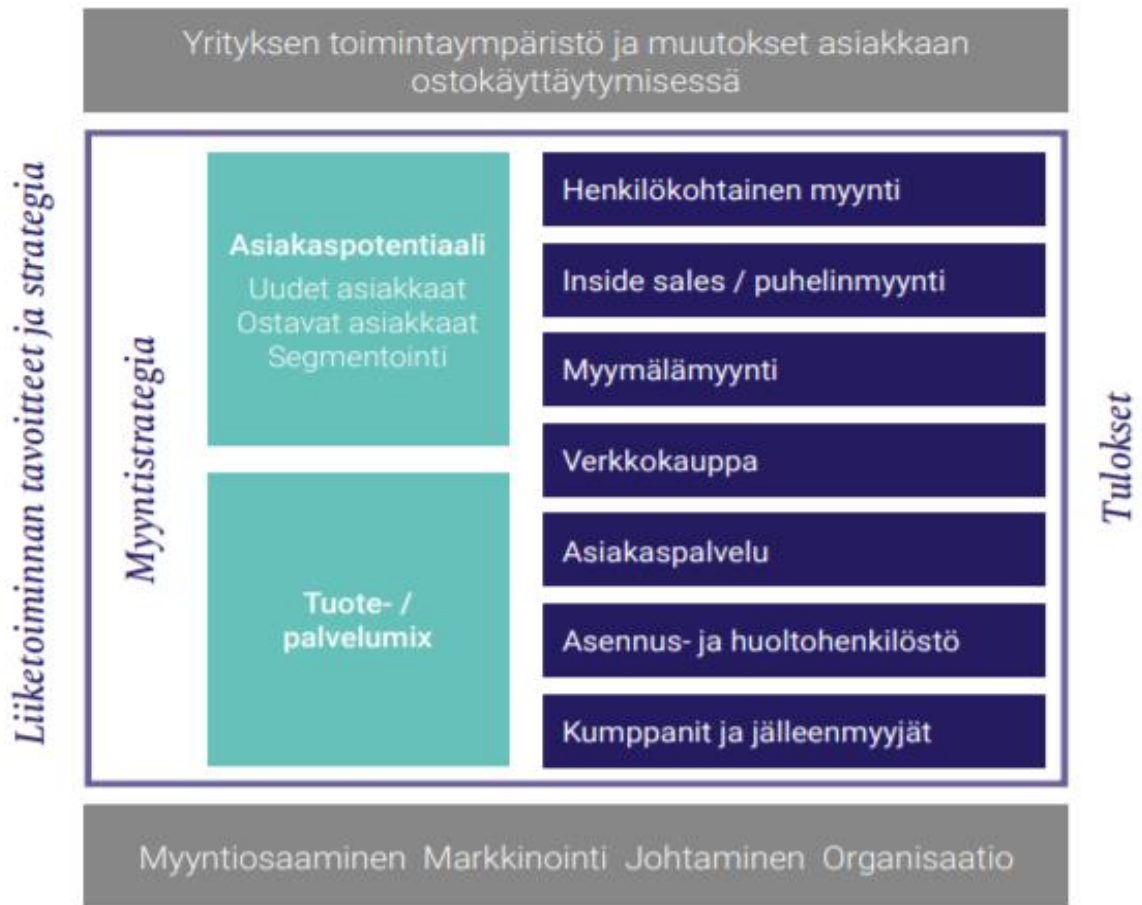 Yrityksen toimintaympäristö ja muutokset asiakkaan
ostokäyttäytymisessä
Liiketoiminnan tavoitteet ja strategia
Myyntistrategia
Asiakaspotentiaali
Uudet asiakkaat
Ostavat asiakkaat
Segmentointi
Tuote- /
palvelumix
Henkilökohtainen myynti
Inside sales / puhelinmyynti
Myymälämyynti
Verkkokauppa
Asiakaspalvelu
Asennus- ja huoltohenkilöstö
Kumppanit ja jälleenmyyjät
Tulokset
Myyntiosaaminen Markkinointi Johtaminen Organisaatio